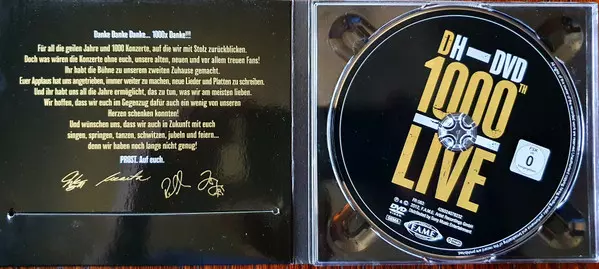 Danke Danke Danke... 1000x Danke!!!
Für all die geilen Jahre und 1000 Konzerte, auf die wir mit Stolz zurückblicken.
Doch was wären die Konzerte ohne euch, unsere alten, neuen und vor allem treuen Fans!
Ihr habt die Bühne zu unserem zweiten Zuhause gemacht.
Euer Applaus hat uns angetrieben, immer weiter zu machen, neue Lieder und Platten zu schreiben.
Und ihr habt uns all die Jahre ermöglicht, das zu tun, was wir am meisten lieben.
Wir hoffen, dass wir euch im Gegenzug dafür auch ein wenig von unseren
Herzen schenken konnten!
Und wünschen uns, dass wir auch in Zukunft mit euch
singen, springen, tanzen, schwitzen, jubeln und feiern...
denn wir haben noch lange nicht genug!
PROST. Auf euch.
DH—DVD
1000TH
LIVE
FSK
0
DVD
GEMA
FAME